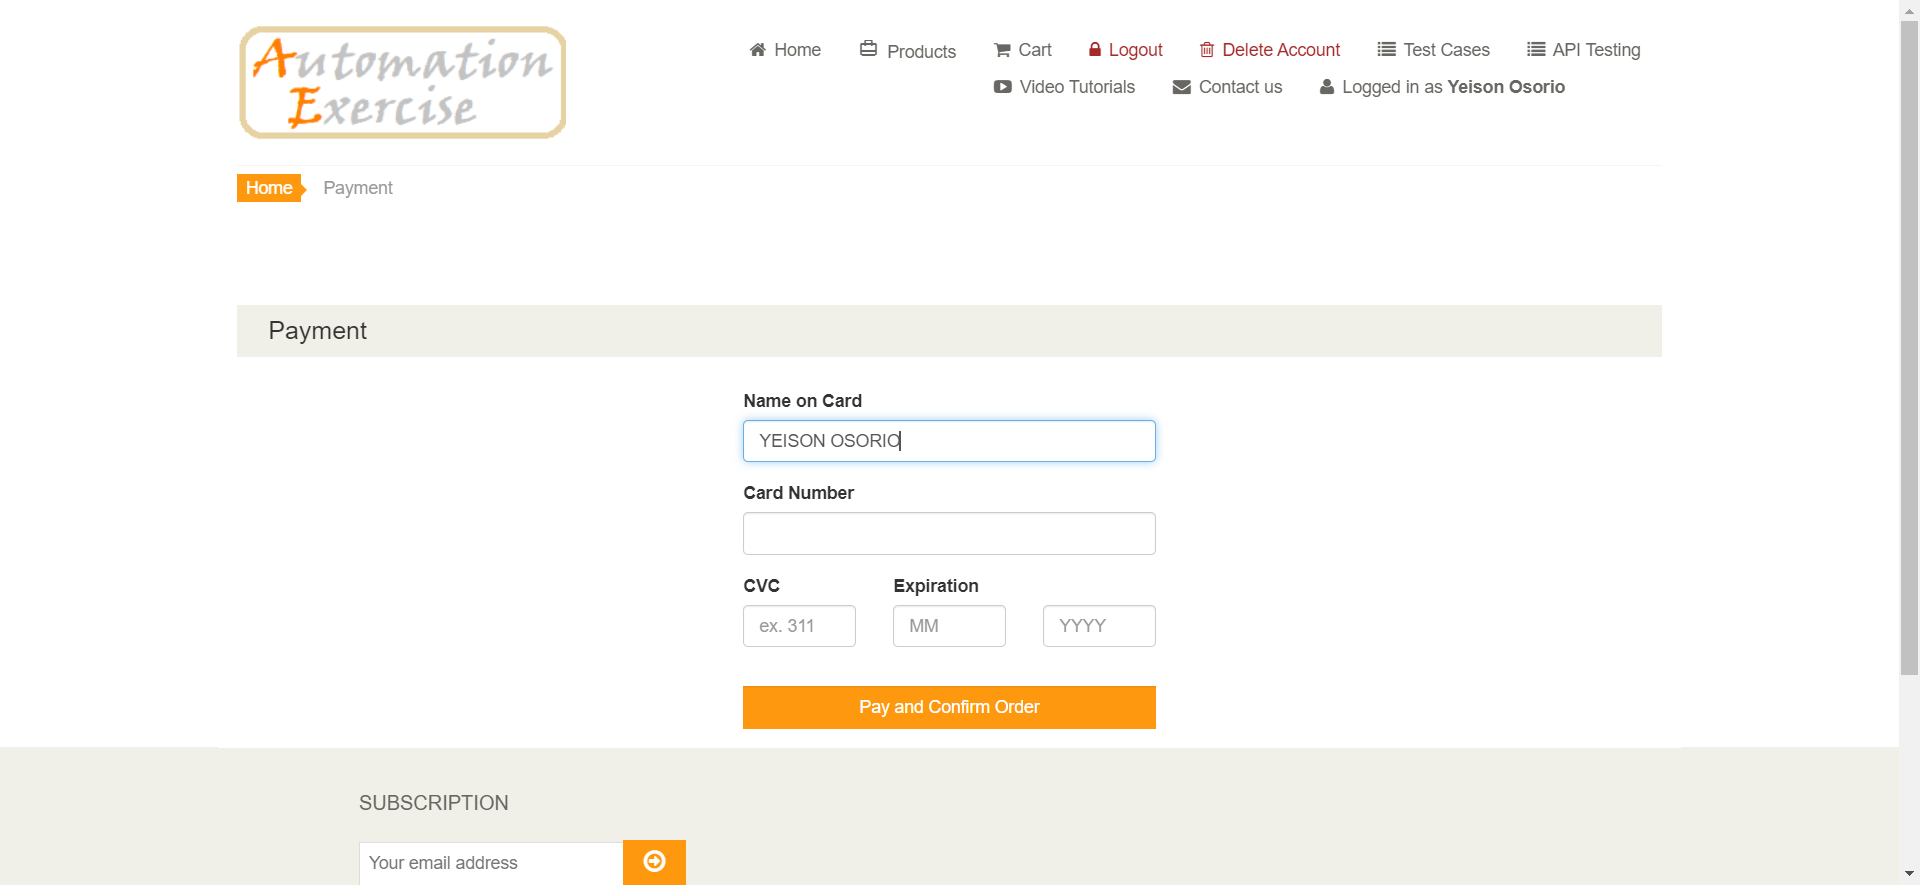 Automation
Exercise
Home Products Cart Logout Delete Account Test Cases API Testing
Video Tutorials Contact us Logged in as Yeison Osorio
Home Payment
Payment
Name on Card
YEISON OSORIO
Card Number
CVC Expiration
ex. 311 MM YYYY
Pay and Confirm Order
SUBSCRIPTION
Your email address